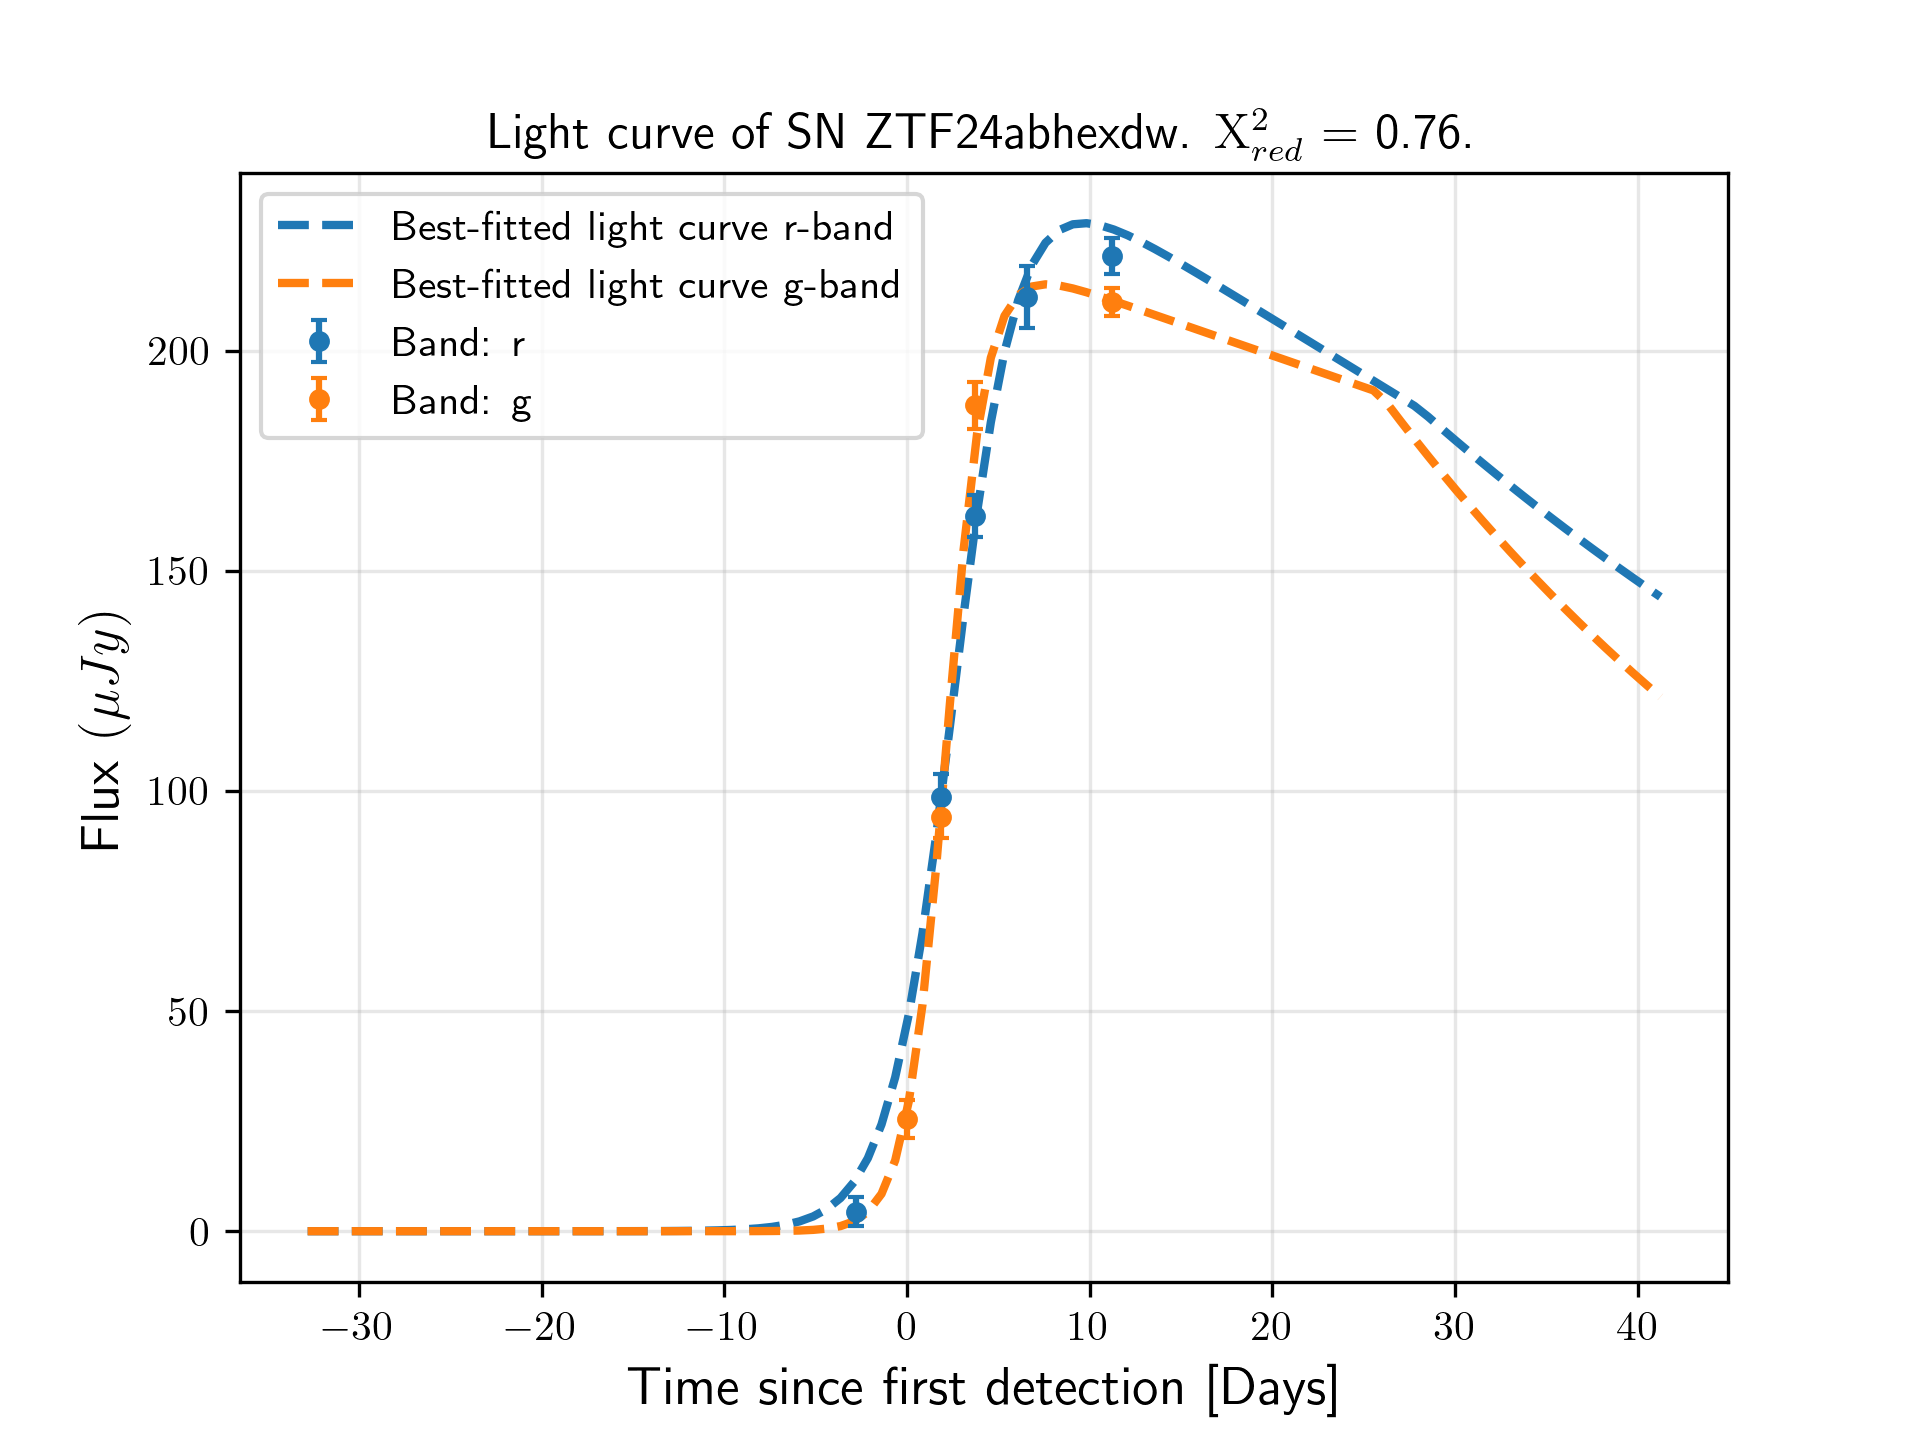 Light curve of SN ZTF24abhexdw. X²_red = 0.76.
Best-fitted light curve r-band
Best-fitted light curve g-band
Band: r
Band: g
Flux (μJy)
200
150
100
50
0
−30 −20 −10 0 10 20 30 40
Time since first detection [Days]